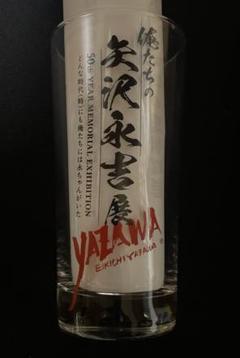 俺たちの
矢沢永吉展
50th YEAR MEMORIAL EXHIBITION
どんな時代(時)にも俺たちには永ちゃんがいた
YAZAWA
EIKICHI YAZAWA